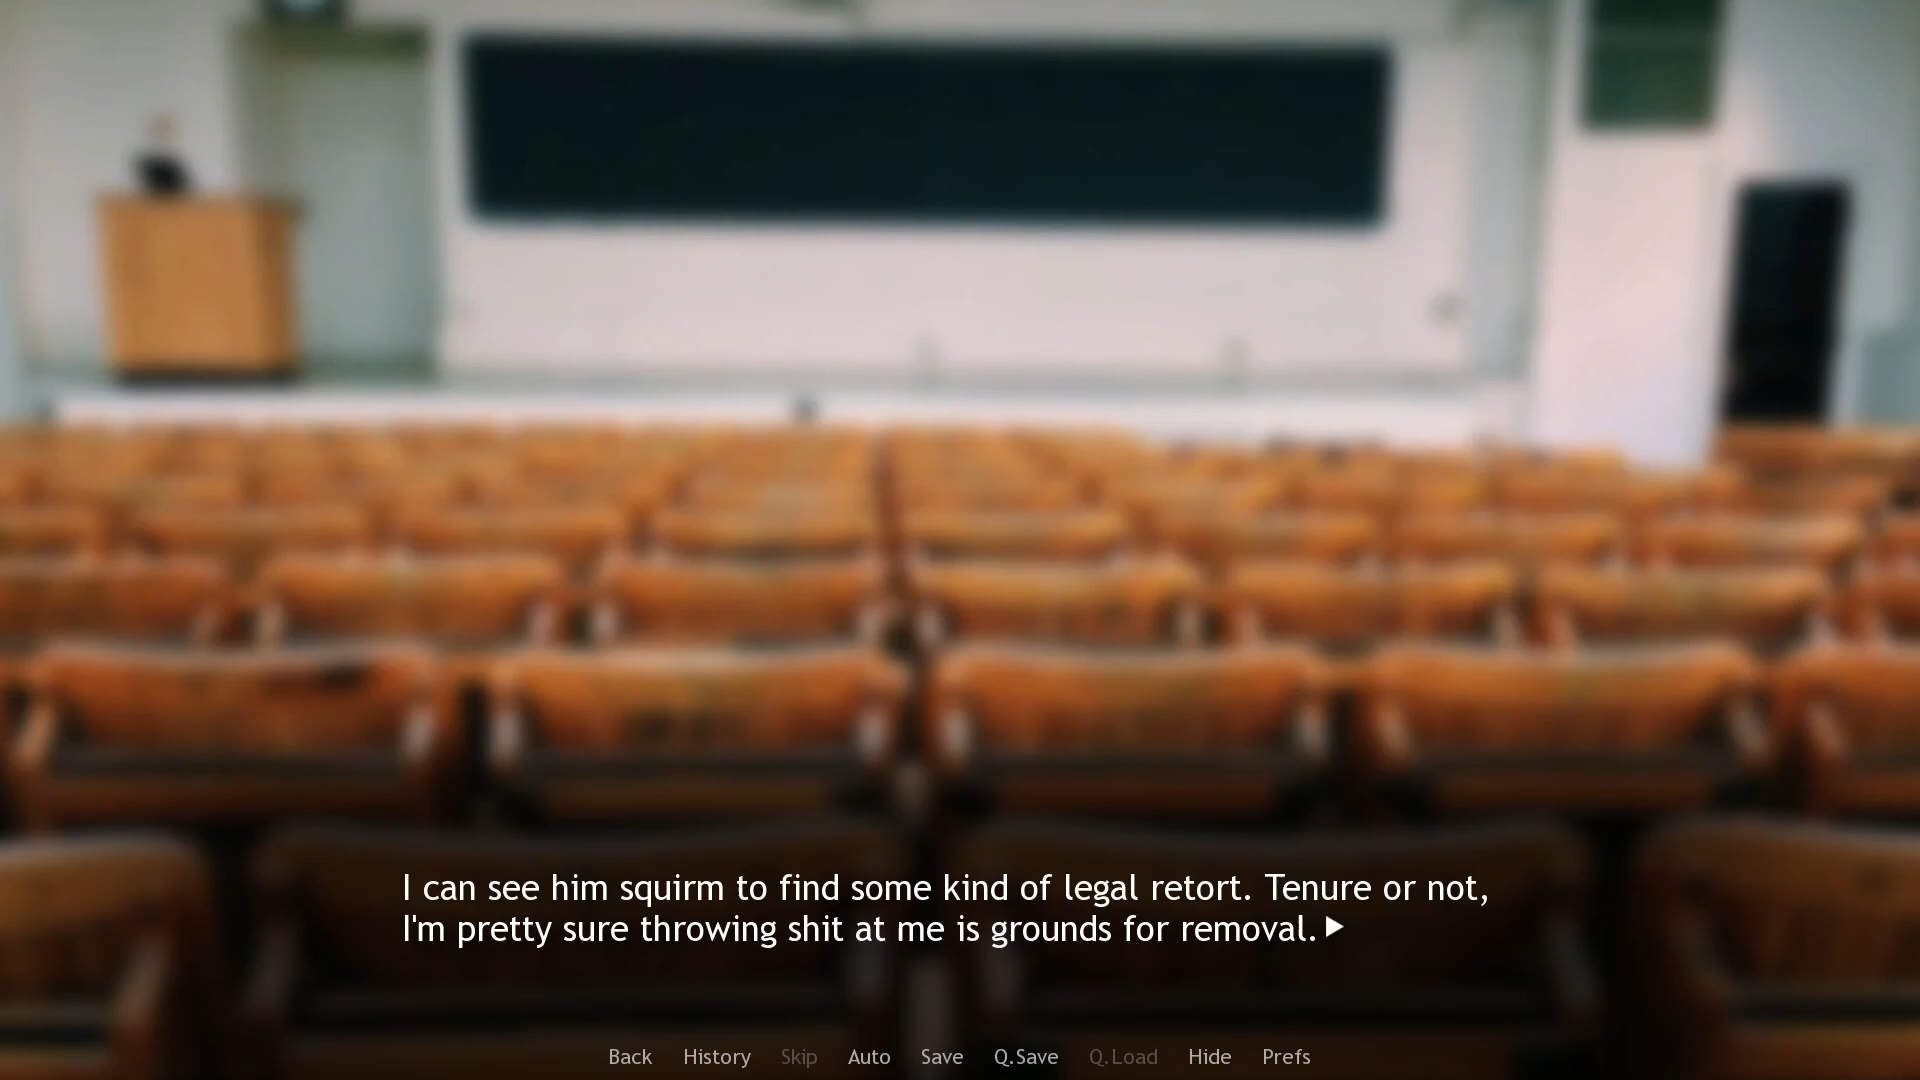 I can see him squirm to find some kind of legal retort. Tenure or not,
I'm pretty sure throwing shit at me is grounds for removal.
Back History Skip Auto Save Q.Save Q.Load Hide Prefs